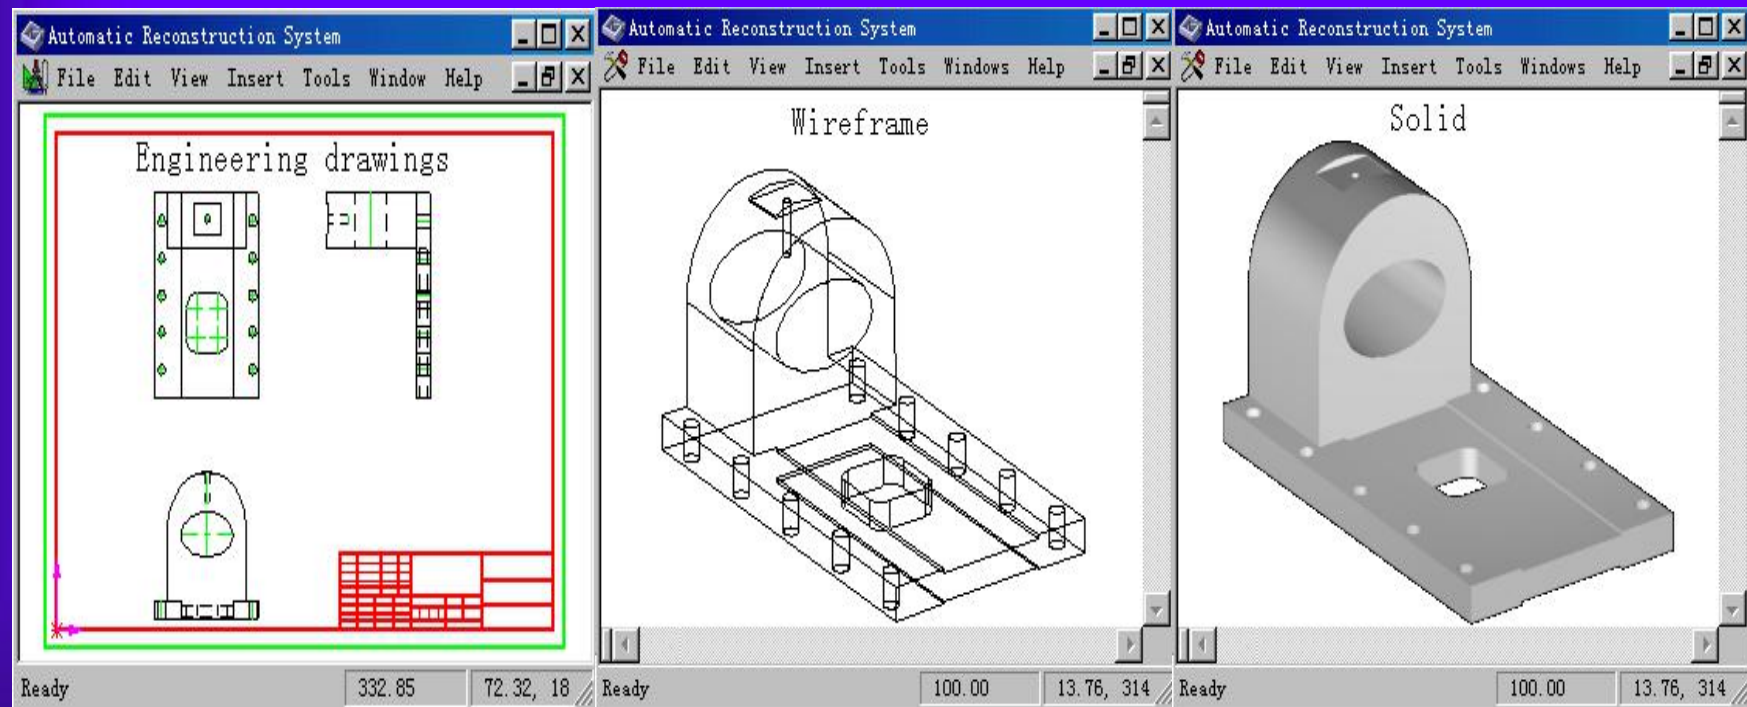 Automatic Reconstruction System
File Edit View Insert Tools Window Help
Engineering drawings
Ready 332.85 72.32, 18
Automatic Reconstruction System
File Edit View Insert Tools Windows Help
Wireframe
Ready 100.00 13.76, 314
Automatic Reconstruction System
File Edit View Insert Tools Windows Help
Solid
Ready 100.00 13.76, 314